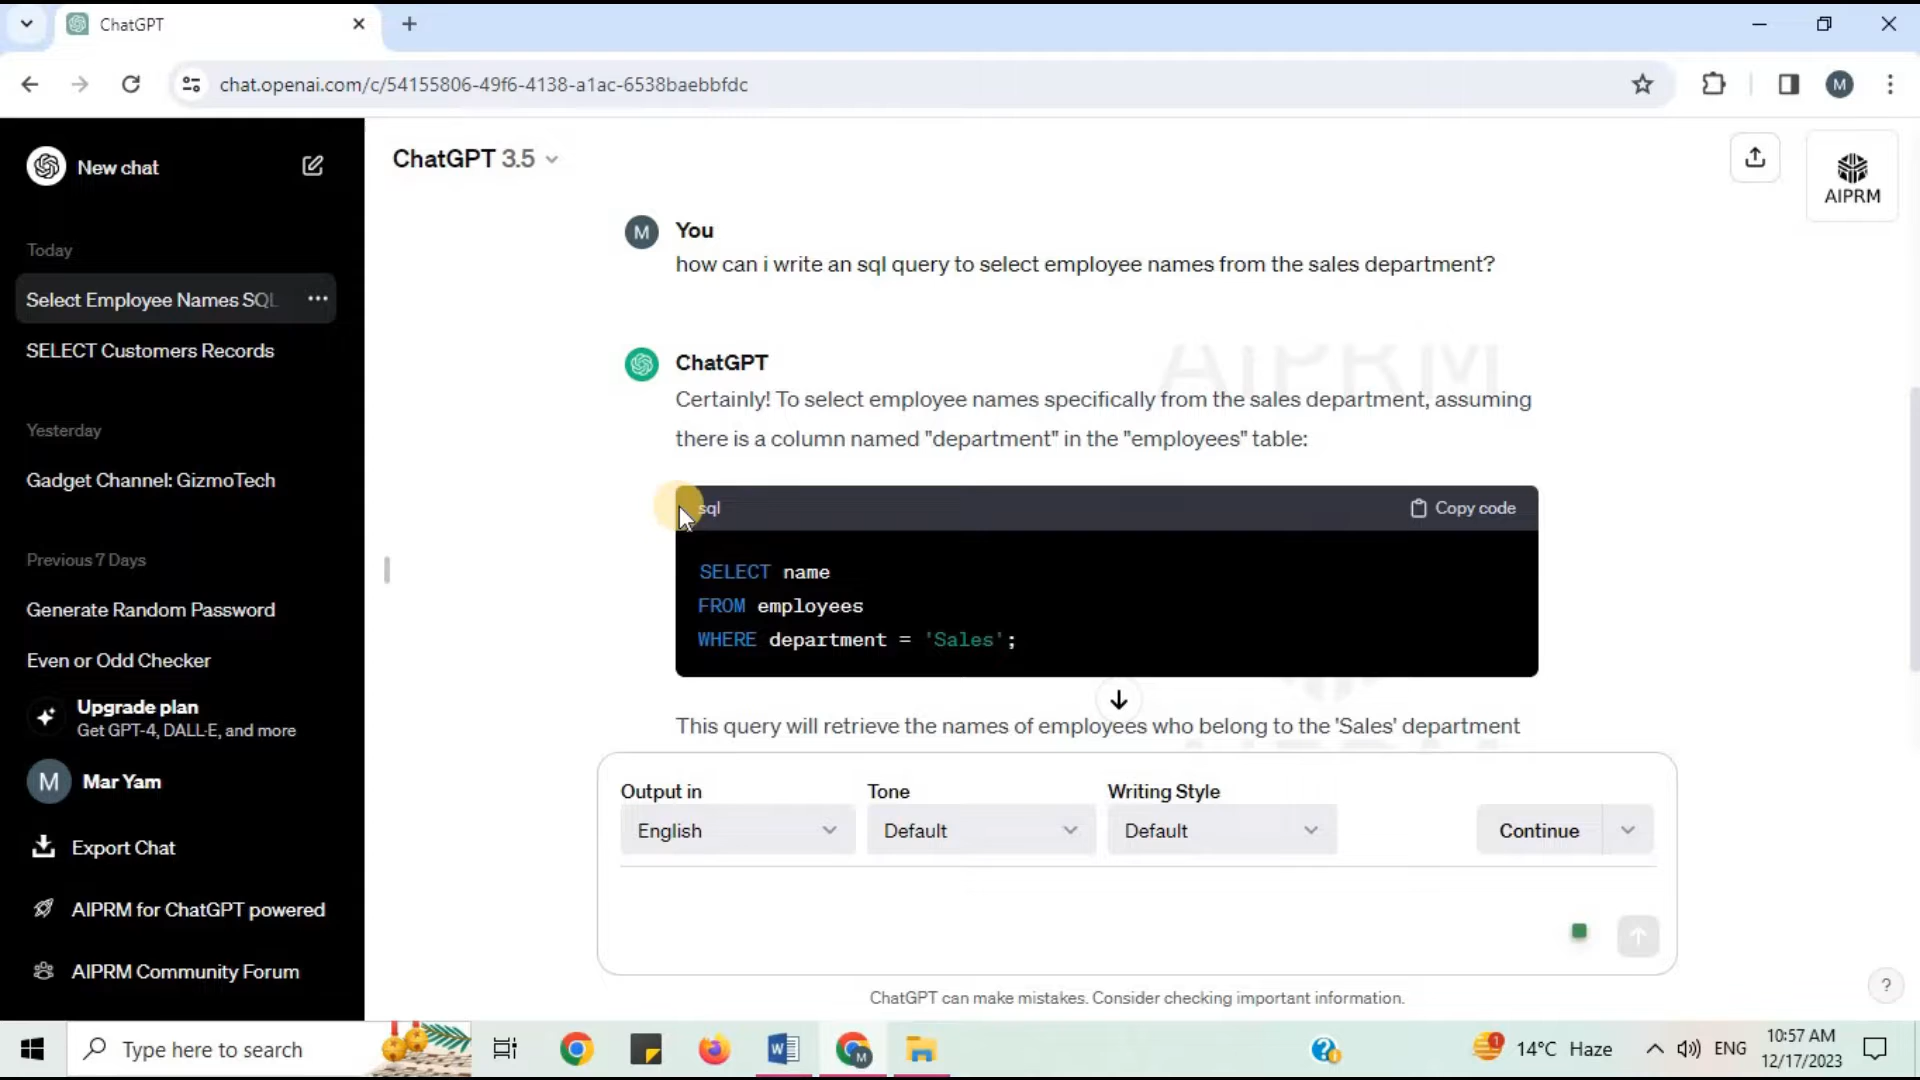 ChatGPT
chat.openai.com/c/54155806-49f6-4138-a1ac-6538baebbfdc
M
New chat
Today
Select Employee Names SQL
SELECT Customers Records
Yesterday
Gadget Channel: GizmoTech
Previous 7 Days
Generate Random Password
Even or Odd Checker
Upgrade plan
Get GPT-4, DALL·E, and more
M
Mar Yam
Export Chat
AIPRM for ChatGPT powered
AIPRM Community Forum
ChatGPT 3.5
AIPRM
M
You
how can i write an sql query to select employee names from the sales department?
AIPRM
ChatGPT
Certainly! To select employee names specifically from the sales department, assuming
there is a column named "department" in the "employees" table:
sql
Copy code
SELECT name
FROM employees
WHERE department = 'Sales';
This query will retrieve the names of employees who belong to the 'Sales' department
Output in
Tone
Writing Style
English
Default
Default
Continue
ChatGPT can make mistakes. Consider checking important information.
?
Type here to search
W
M
?
1
14°C Haze
ENG
10:57 AM
12/17/2023